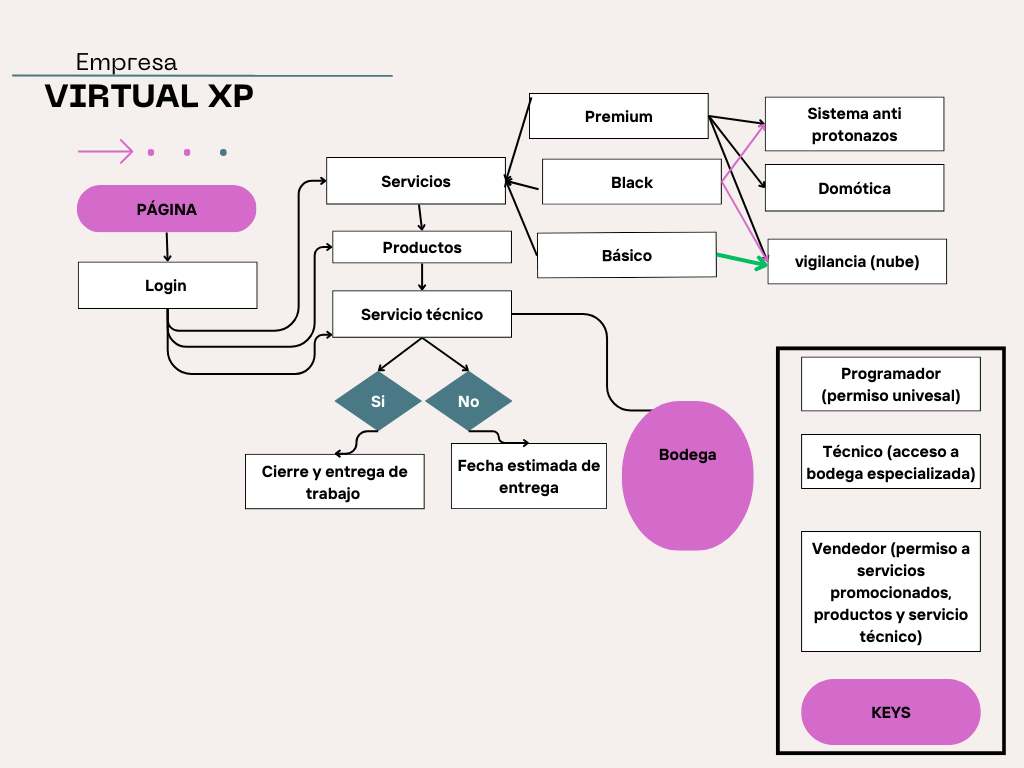 Empresa
VIRTUAL XP
PÁGINA
Login
Servicios
Productos
Servicio técnico
Si
No
Cierre y entrega de
trabajo
Fecha estimada de
entrega
Premium
Black
Básico
Sistema anti
protonazos
Domótica
vigilancia (nube)
Bodega
Programador
(permiso univesal)
Técnico (acceso a
bodega especializada)
Vendedor (permiso a
servicios
promocionados,
productos y servicio
técnico)
KEYS